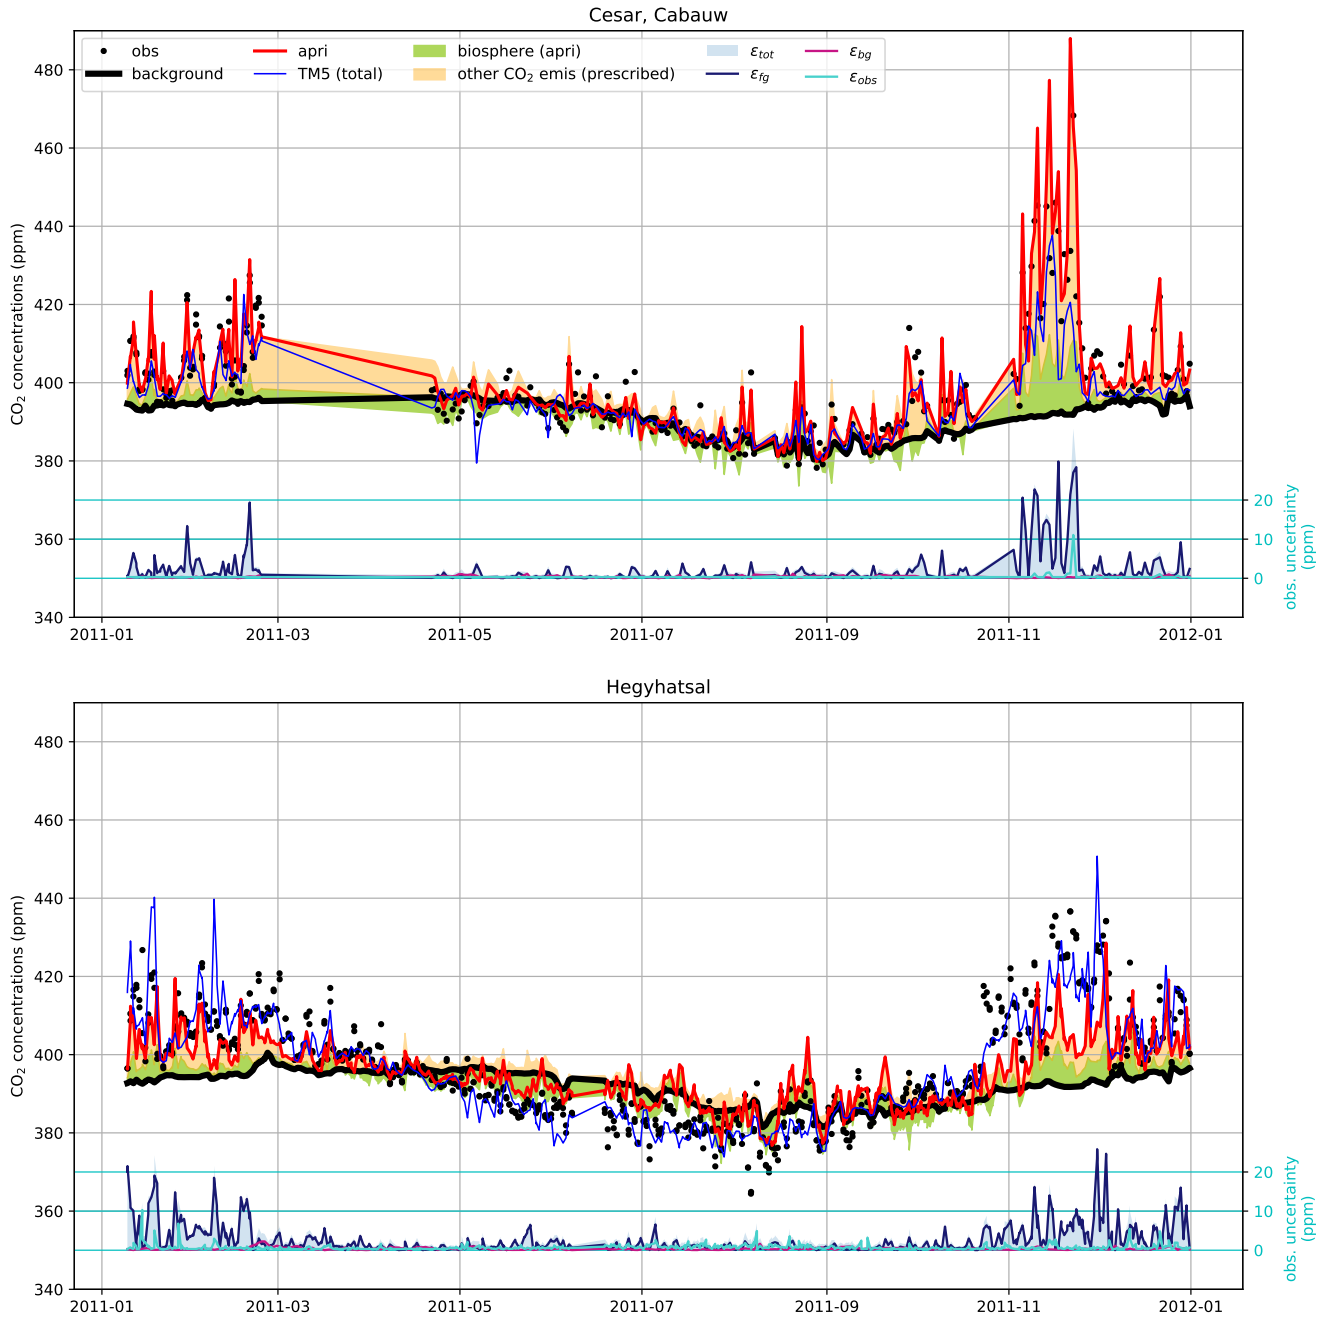 Cesar, Cabauw
obs
background
apri
TM5 (total)
biosphere (apri)
other CO₂ emis (prescribed)
ε_tot
ε_fg
ε_bg
ε_obs
CO₂ concentrations (ppm)
480
460
440
420
400
380
360
340
20
10
0
obs. uncertainty
(ppm)
2011-01 2011-03 2011-05 2011-07 2011-09 2011-11 2012-01
Hegyhatsal
CO₂ concentrations (ppm)
480
460
440
420
400
380
360
340
20
10
0
obs. uncertainty
(ppm)
2011-01 2011-03 2011-05 2011-07 2011-09 2011-11 2012-01